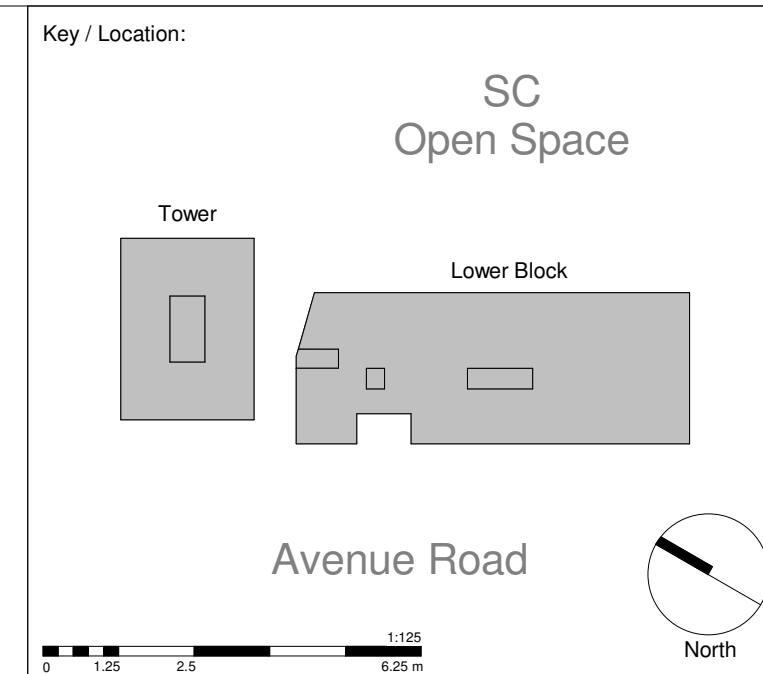 Key / Location:
SC
Open Space
Tower
Lower Block
Avenue Road
1:125
0 1.25 2.5 6.25 m
North